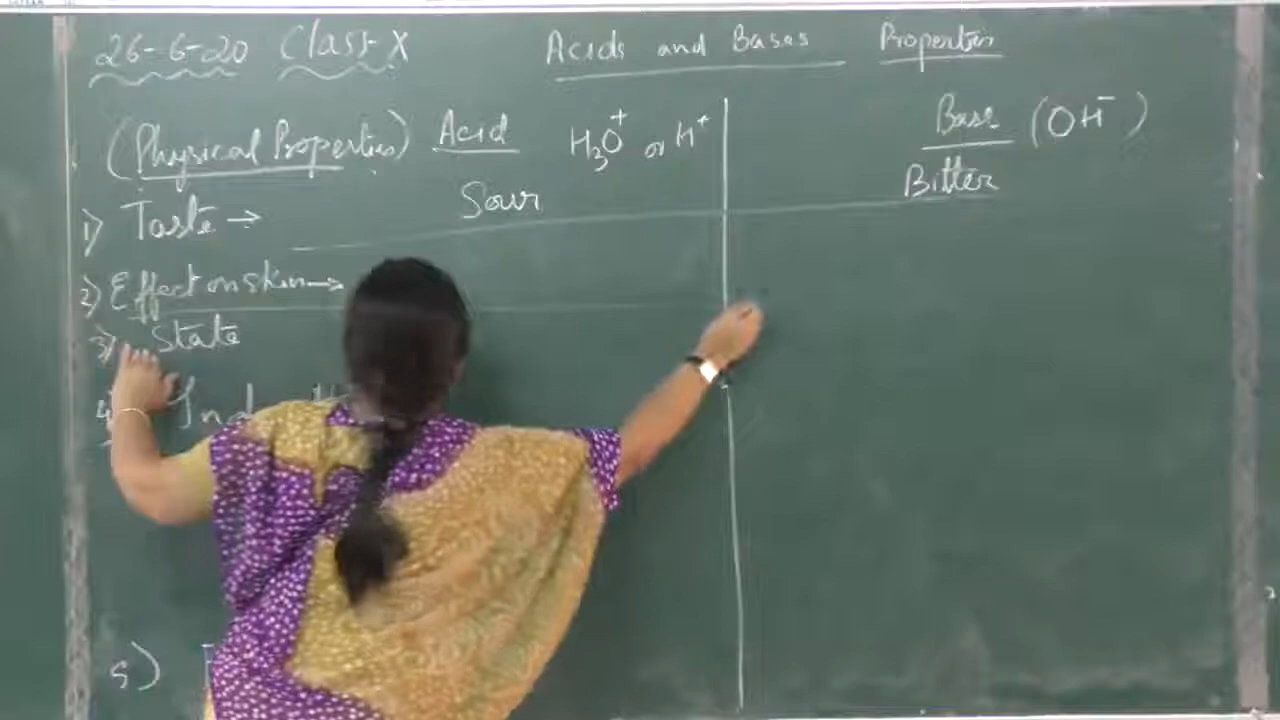 26-6-20 Class-X Acids and Bases Properties
(Physical Properties) Acid H₃O⁺ or H⁺ Base (OH⁻)
1) Taste → Sour Bitter
2) Effect on skin →
3) State
4)
5)